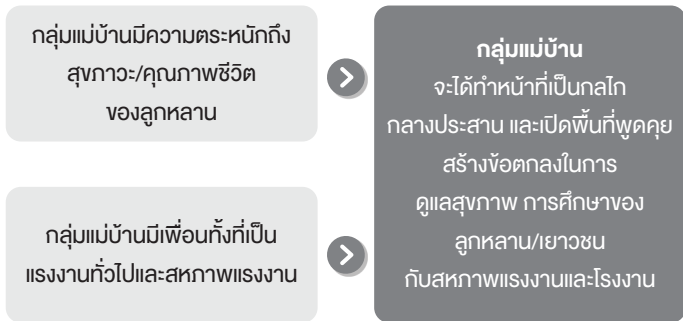 กลุ่มแม่บ้านมีความตระหนักถึง
สุขภาวะ/คุณภาพชีวิต
ของลูกหลาน
กลุ่มแม่บ้านมีเพื่อนทั้งที่เป็น
แรงงานทั่วไปและสหภาพแรงงาน
กลุ่มแม่บ้าน
จะได้ทำหน้าที่เป็นกลไก
กลางประสาน และเปิดพื้นที่พูดคุย
สร้างข้อตกลงในการ
ดูแลสุขภาพ การศึกษาของ
ลูกหลาน/เยาวชน
กับสหภาพแรงงานและโรงงาน